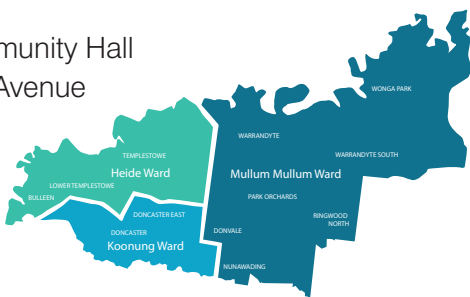 munity Hall
Avenue
WONGA PARK
WARRANDYTE
TEMPLESTOWE
WARRANDYTE SOUTH
Heide Ward
Mullum Mullum Ward
LOWER TEMPLESTOWE
BULLEEN
PARK ORCHARDS
DONCASTER EAST
RINGWOOD
NORTH
DONCASTER
DONVALE
Koonung Ward
NUNAWADING